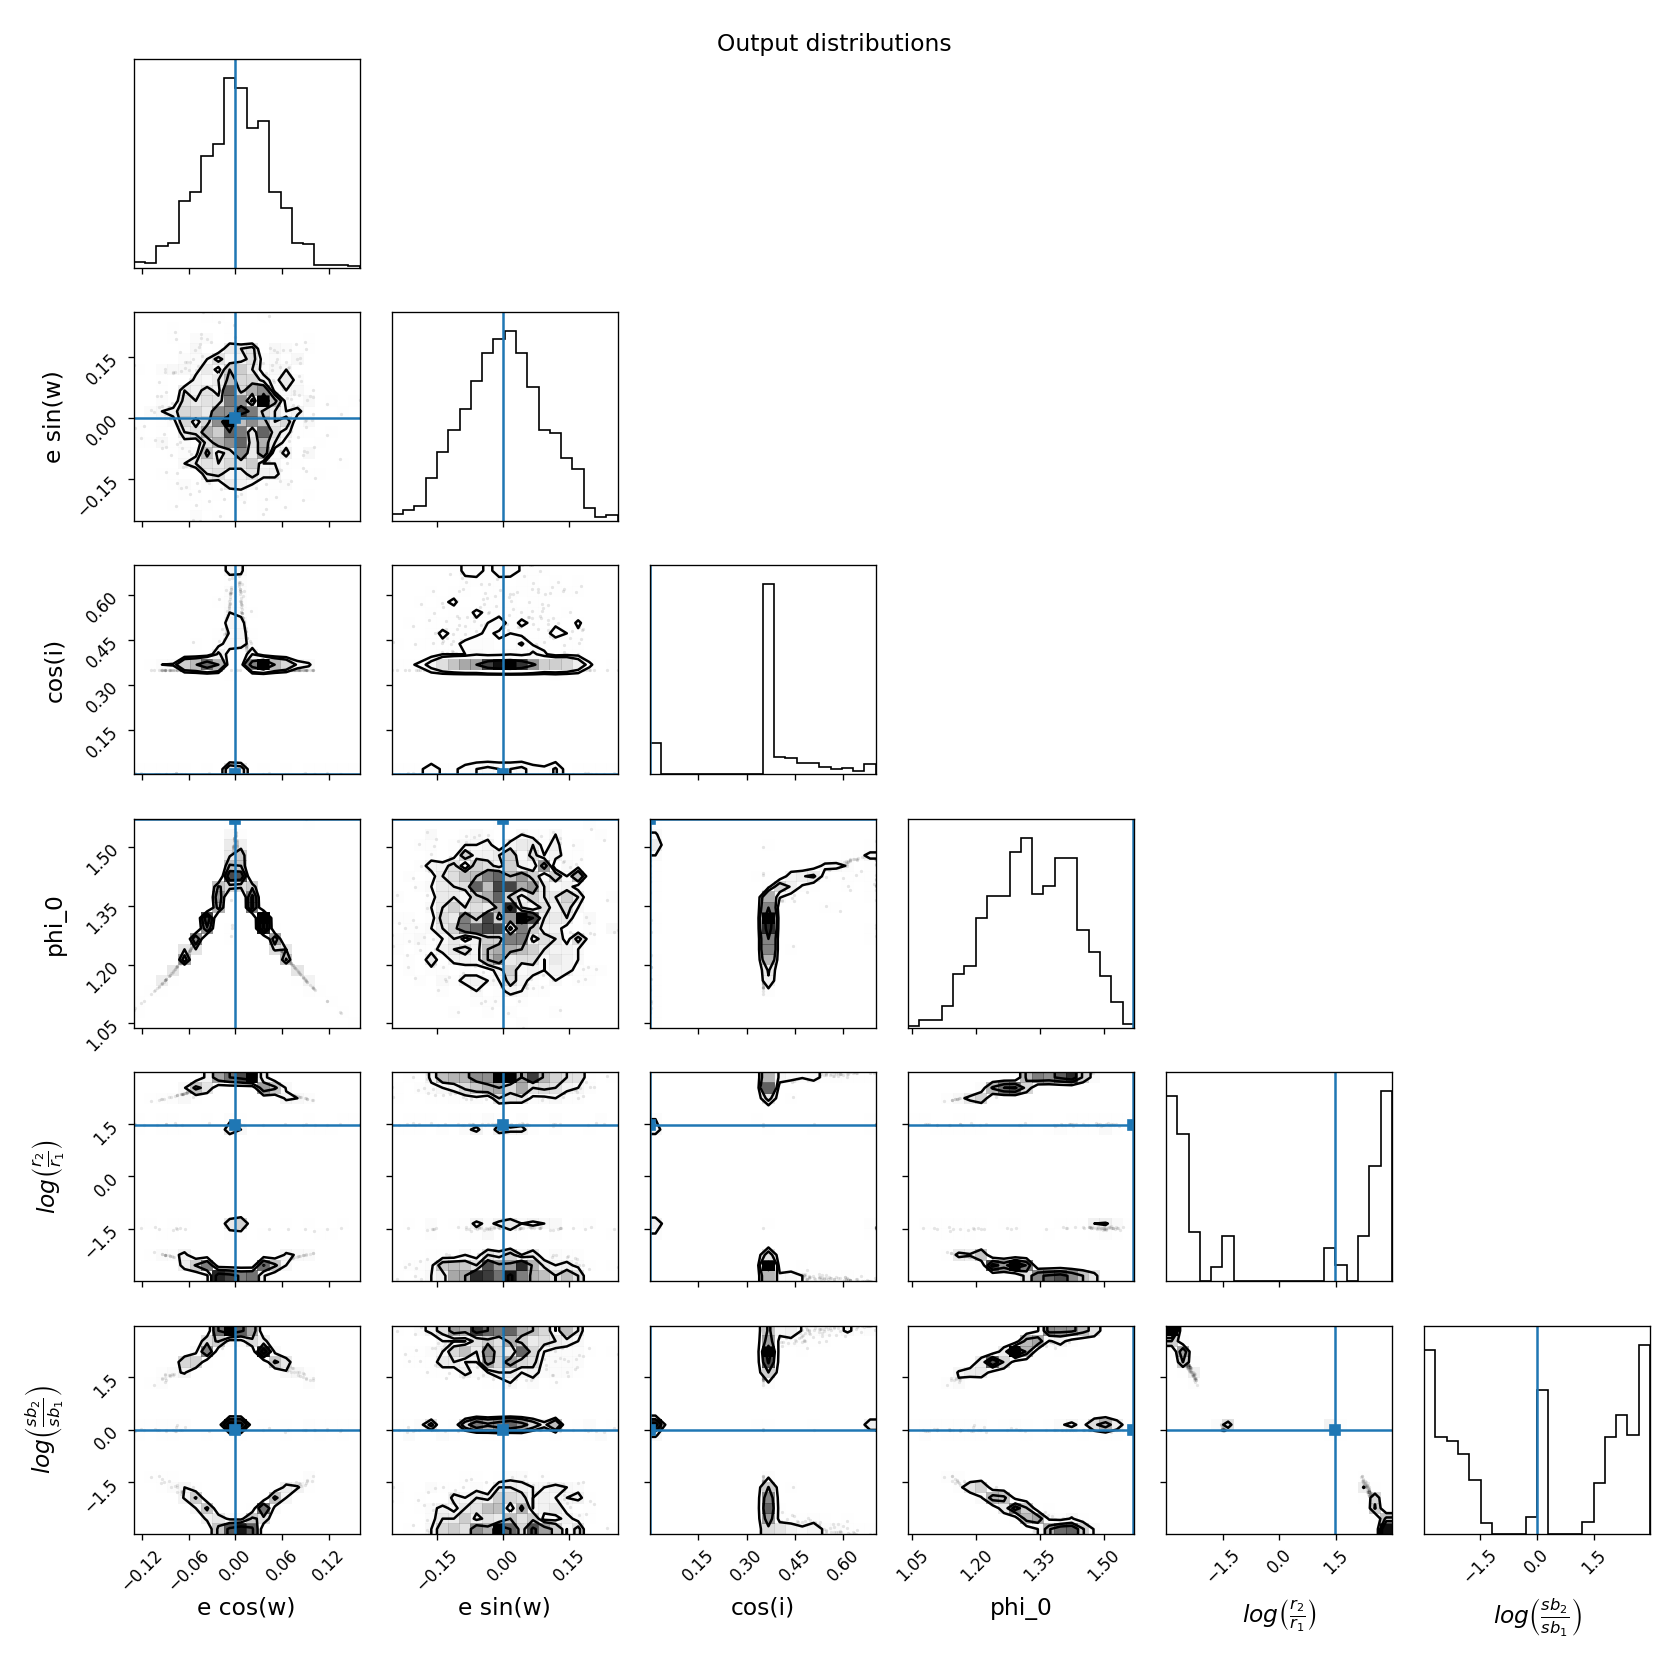 Output distributions
e sin(w)
0.15
0.00
−0.15
cos(i)
0.60
0.45
0.30
0.15
phi_0
1.50
1.35
1.20
1.05
log(r₂/r₁)
1.5
0.0
−1.5
log(sb₂/sb₁)
1.5
0.0
−1.5
−0.12 −0.06 0.00 0.06 0.12
−0.15 0.00 0.15
0.15 0.30 0.45 0.60
1.05 1.20 1.35 1.50
−1.5 0.0 1.5
−1.5 0.0 1.5
e cos(w) e sin(w) cos(i) phi_0 log(r₂/r₁) log(sb₂/sb₁)